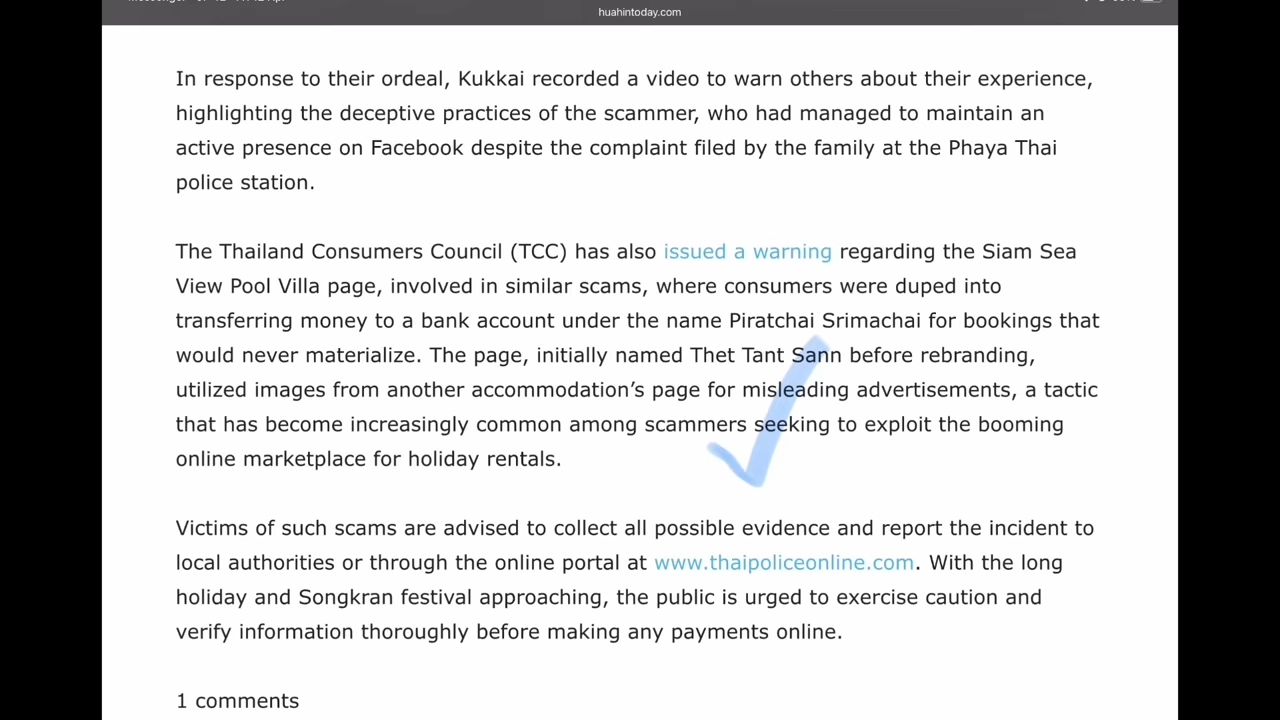 huahintoday.com
In response to their ordeal, Kukkai recorded a video to warn others about their experience,
highlighting the deceptive practices of the scammer, who had managed to maintain an
active presence on Facebook despite the complaint filed by the family at the Phaya Thai
police station.
The Thailand Consumers Council (TCC) has also issued a warning regarding the Siam Sea
View Pool Villa page, involved in similar scams, where consumers were duped into
transferring money to a bank account under the name Piratchai Srimachai for bookings that
would never materialize. The page, initially named Thet Tant Sann before rebranding,
utilized images from another accommodation’s page for misleading advertisements, a tactic
that has become increasingly common among scammers seeking to exploit the booming
online marketplace for holiday rentals.
Victims of such scams are advised to collect all possible evidence and report the incident to
local authorities or through the online portal at www.thaipoliceonline.com. With the long
holiday and Songkran festival approaching, the public is urged to exercise caution and
verify information thoroughly before making any payments online.
1 comments